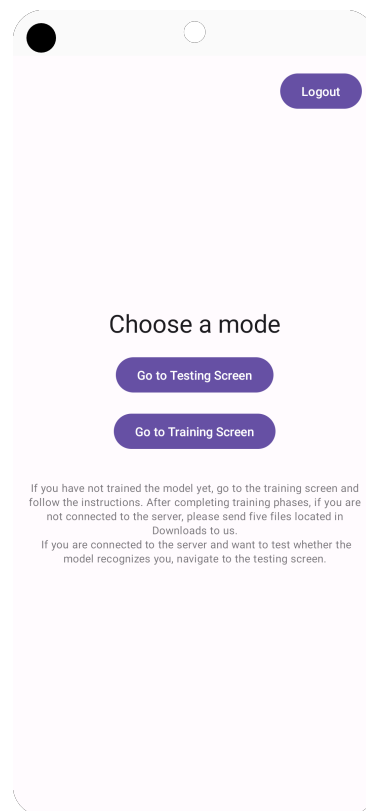 Logout
Choose a mode
Go to Testing Screen
Go to Training Screen
If you have not trained the model yet, go to the training screen and
follow the instructions. After completing training phases, if you are
not connected to the server, please send five files located in
Downloads to us.
If you are connected to the server and want to test whether the
model recognizes you, navigate to the testing screen.